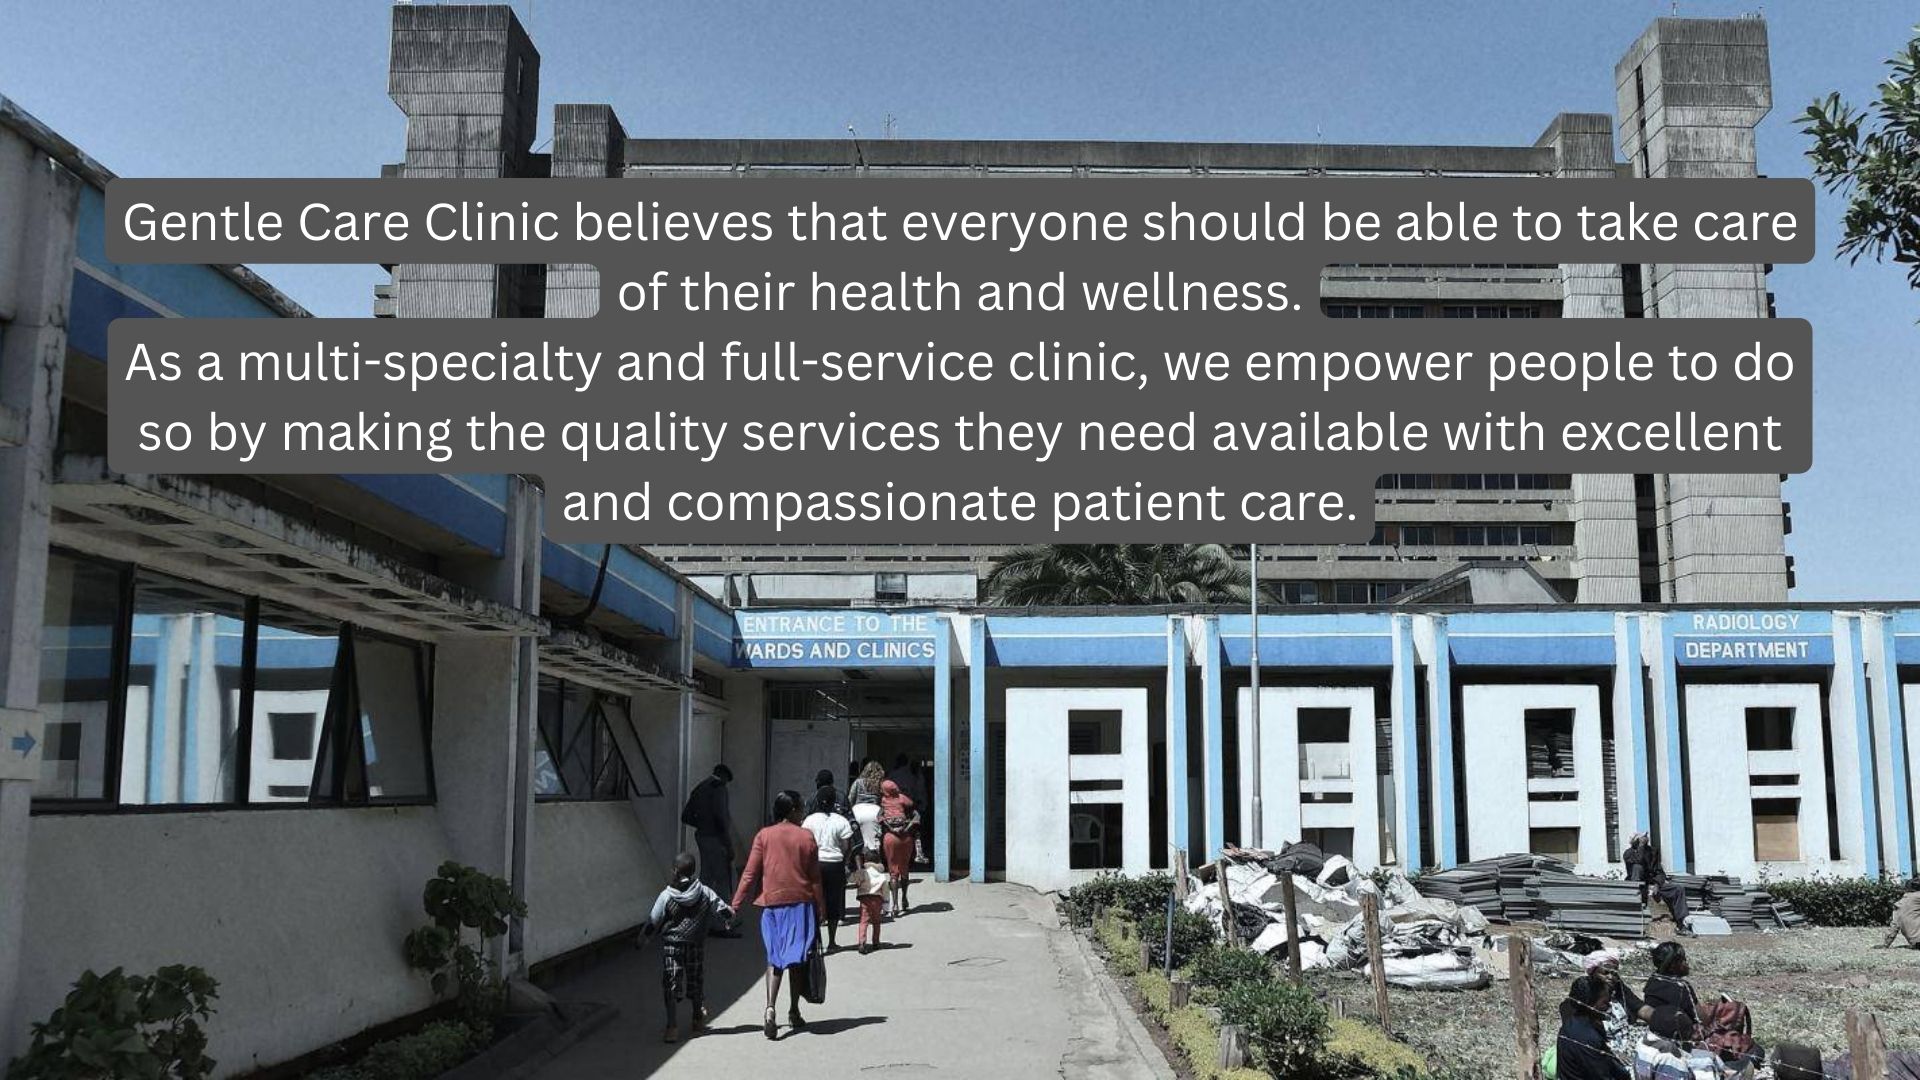 Gentle Care Clinic believes that everyone should be able to take care
of their health and wellness.
As a multi-specialty and full-service clinic, we empower people to do
so by making the quality services they need available with excellent
and compassionate patient care.
ENTRANCE TO THE
WARDS AND CLINICS
RADIOLOGY
DEPARTMENT